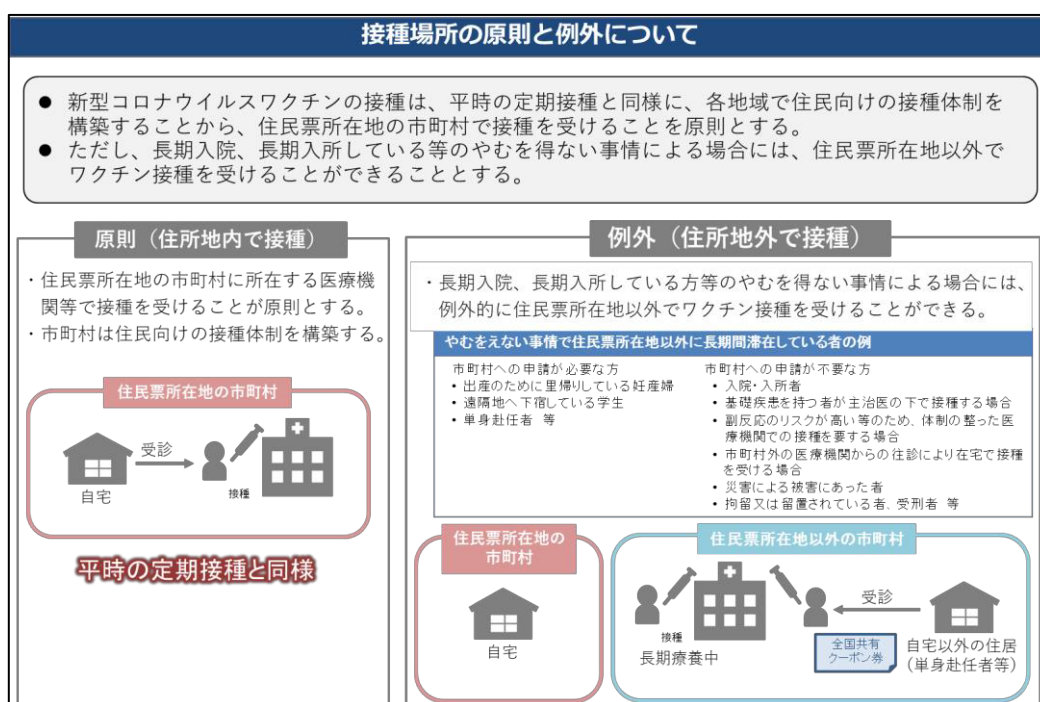 接種場所の原則と例外について
● 新型コロナウイルスワクチンの接種は、平時の定期接種と同様に、各地域で住民向けの接種体制を
構築することから、住民票所在地の市町村で接種を受けることを原則とする。
● ただし、長期入院、長期入所している等のやむを得ない事情による場合には、住民票所在地以外で
ワクチン接種を受けることができることとする。
原則（住所地内で接種）
・住民票所在地の市町村に所在する医療機
関等で接種を受けることが原則とする。
・市町村は住民向けの接種体制を構築する。
住民票所在地の市町村
受診
自宅
接種
平時の定期接種と同様
例外（住所地外で接種）
・長期入院、長期入所している方等のやむを得ない事情による場合には、
例外的に住民票所在地以外でワクチン接種を受けることができる。
やむをえない事情で住民票所在地以外に長期間滞在している者の例
市町村への申請が必要な方
• 出産のために里帰りしている妊産婦
• 遠隔地へ下宿している学生
• 単身赴任者 等
市町村への申請が不要な方
• 入院・入所者
• 基礎疾患を持つ者が主治医の下で接種する場合
• 副反応のリスクが高い等のため、体制の整った医
療機関での接種を要する場合
• 市町村外の医療機関からの往診により在宅で接種
を受ける場合
• 災害による被害にあった者
• 拘留又は留置されている者、受刑者 等
住民票所在地の
市町村
自宅
住民票所在地以外の市町村
接種
長期療養中
受診
全国共有
クーポン券
自宅以外の住居
（単身赴任者等）